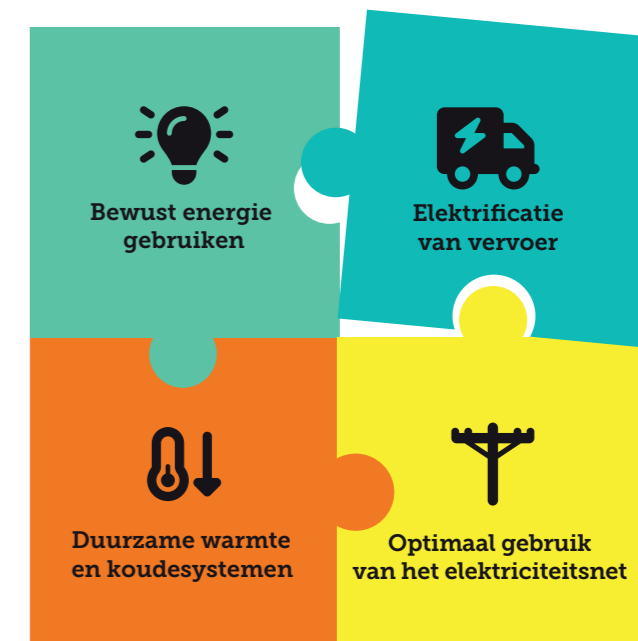 Bewust energie
gebruiken
Elektrificatie
van vervoer
Duurzame warmte
en koudesystemen
Optimaal gebruik
van het elektriciteitsnet